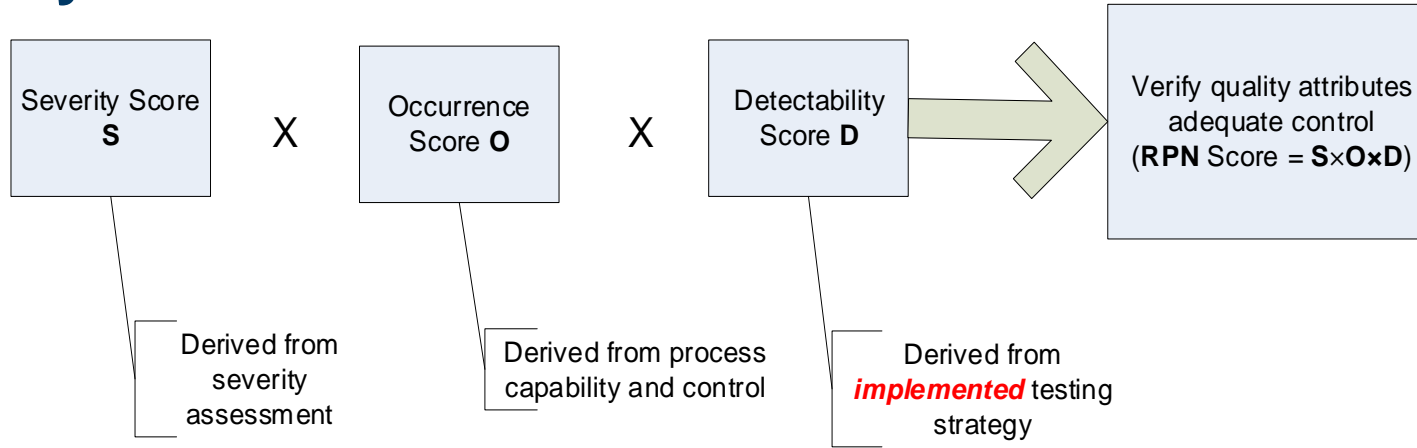 Severity Score
S
X
Occurrence
Score O
X
Detectability
Score D
Verify quality attributes
adequate control
(RPN Score = S×O×D)
Derived from
severity
assessment
Derived from process
capability and control
Derived from
implemented testing
strategy